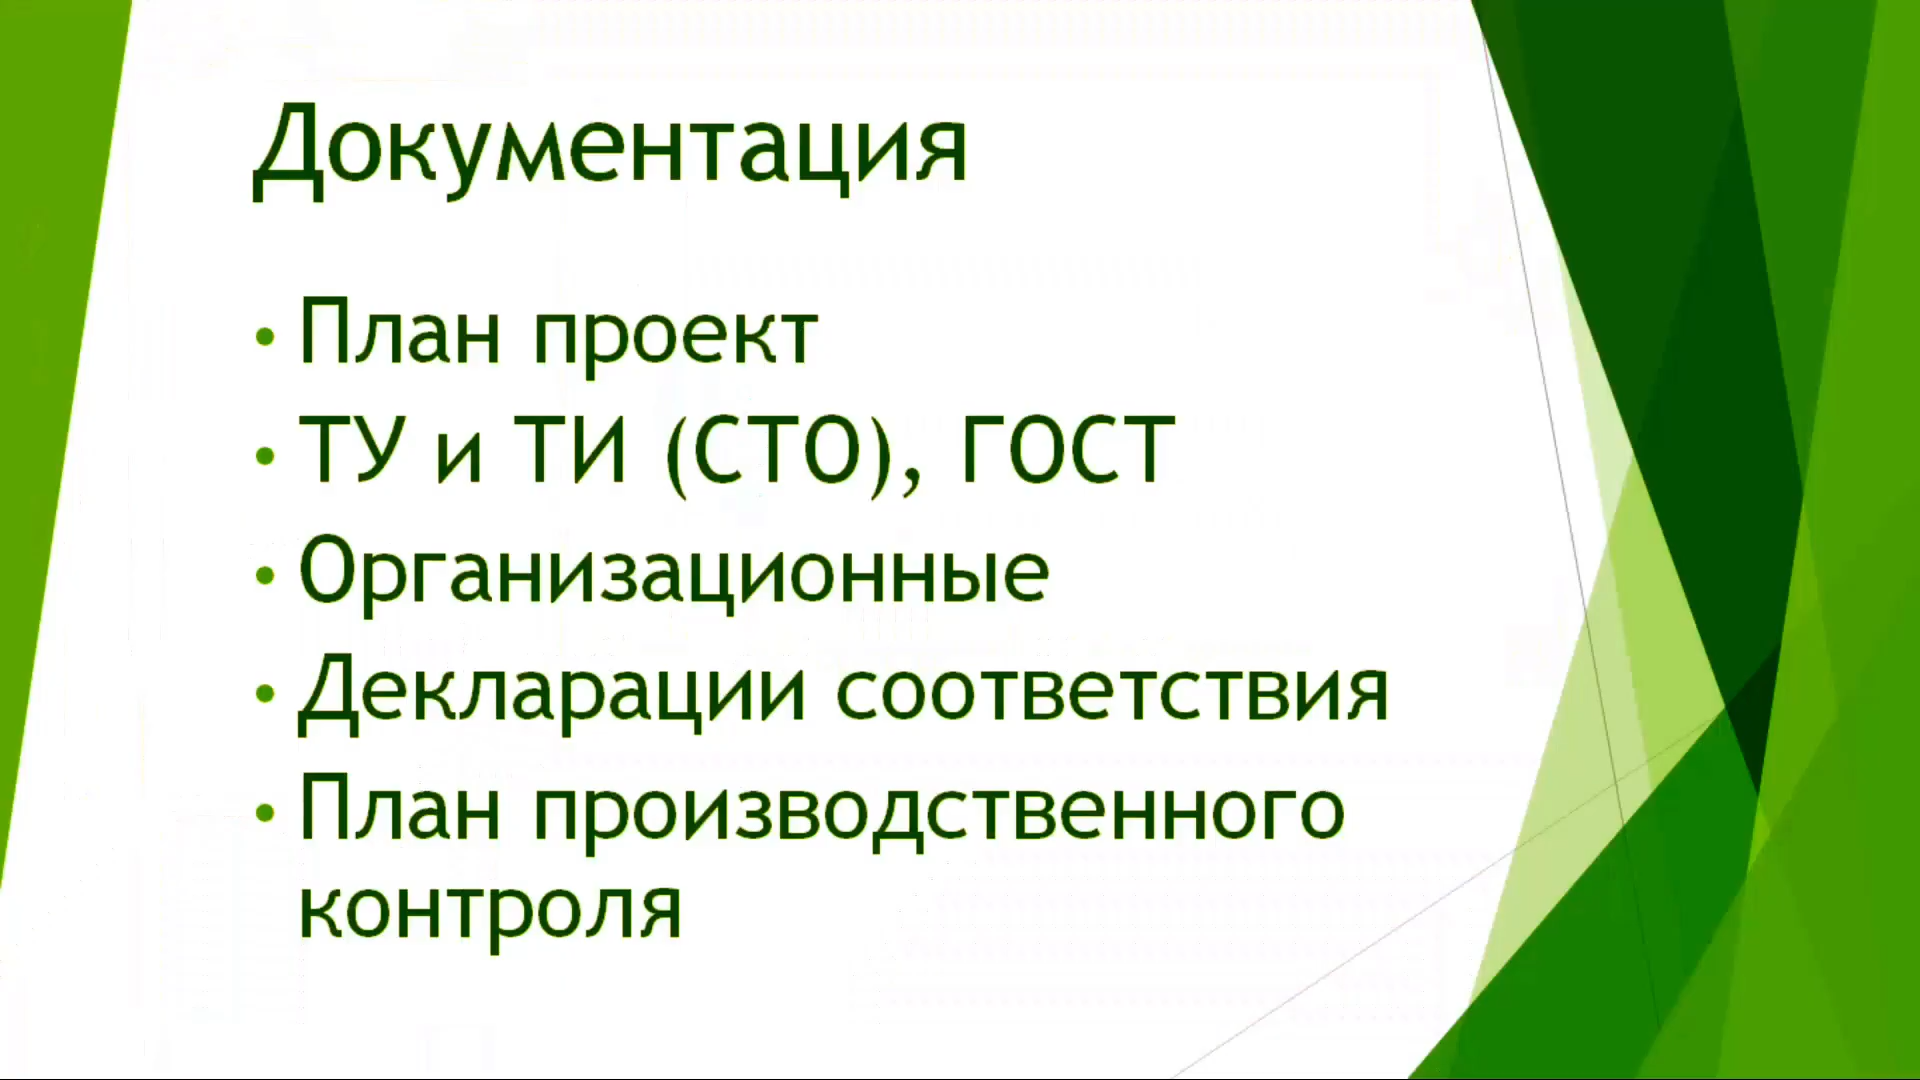 Документация
• План проект
• ТУ и ТИ (СТО), ГОСТ
• Организационные
• Декларации соответствия
• План производственного
контроля